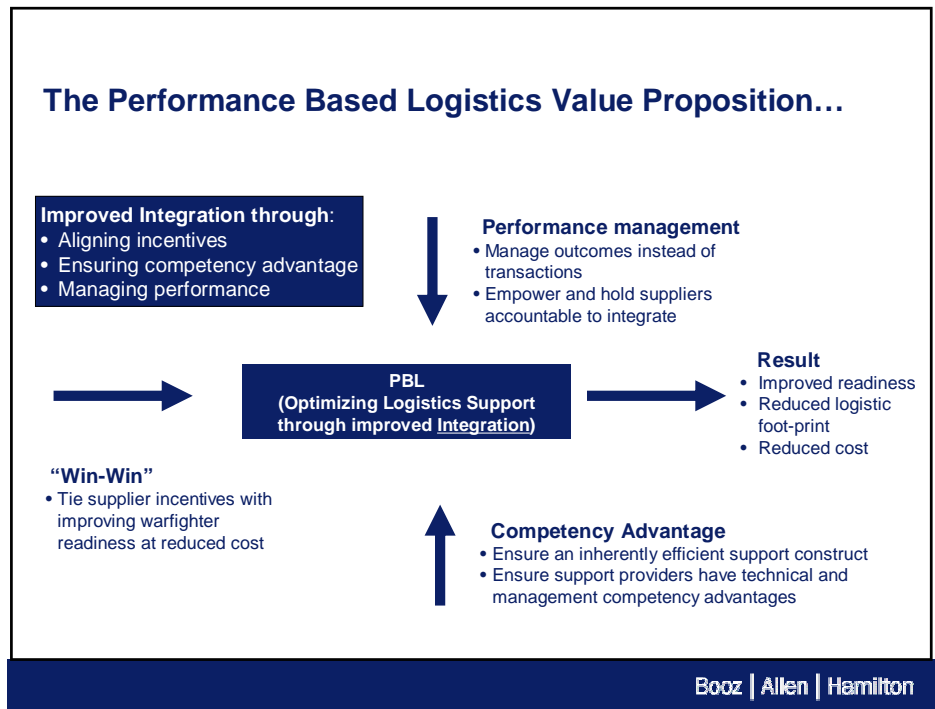 The Performance Based Logistics Value Proposition…
Improved Integration through:
• Aligning incentives
• Ensuring competency advantage
• Managing performance
Performance management
• Manage outcomes instead of
transactions
• Empower and hold suppliers
accountable to integrate
PBL
(Optimizing Logistics Support
through improved Integration)
Result
• Improved readiness
• Reduced logistic
foot-print
• Reduced cost
“Win-Win”
• Tie supplier incentives with
improving warfighter
readiness at reduced cost
Competency Advantage
• Ensure an inherently efficient support construct
• Ensure support providers have technical and
management competency advantages
Booz | Allen | Hamilton